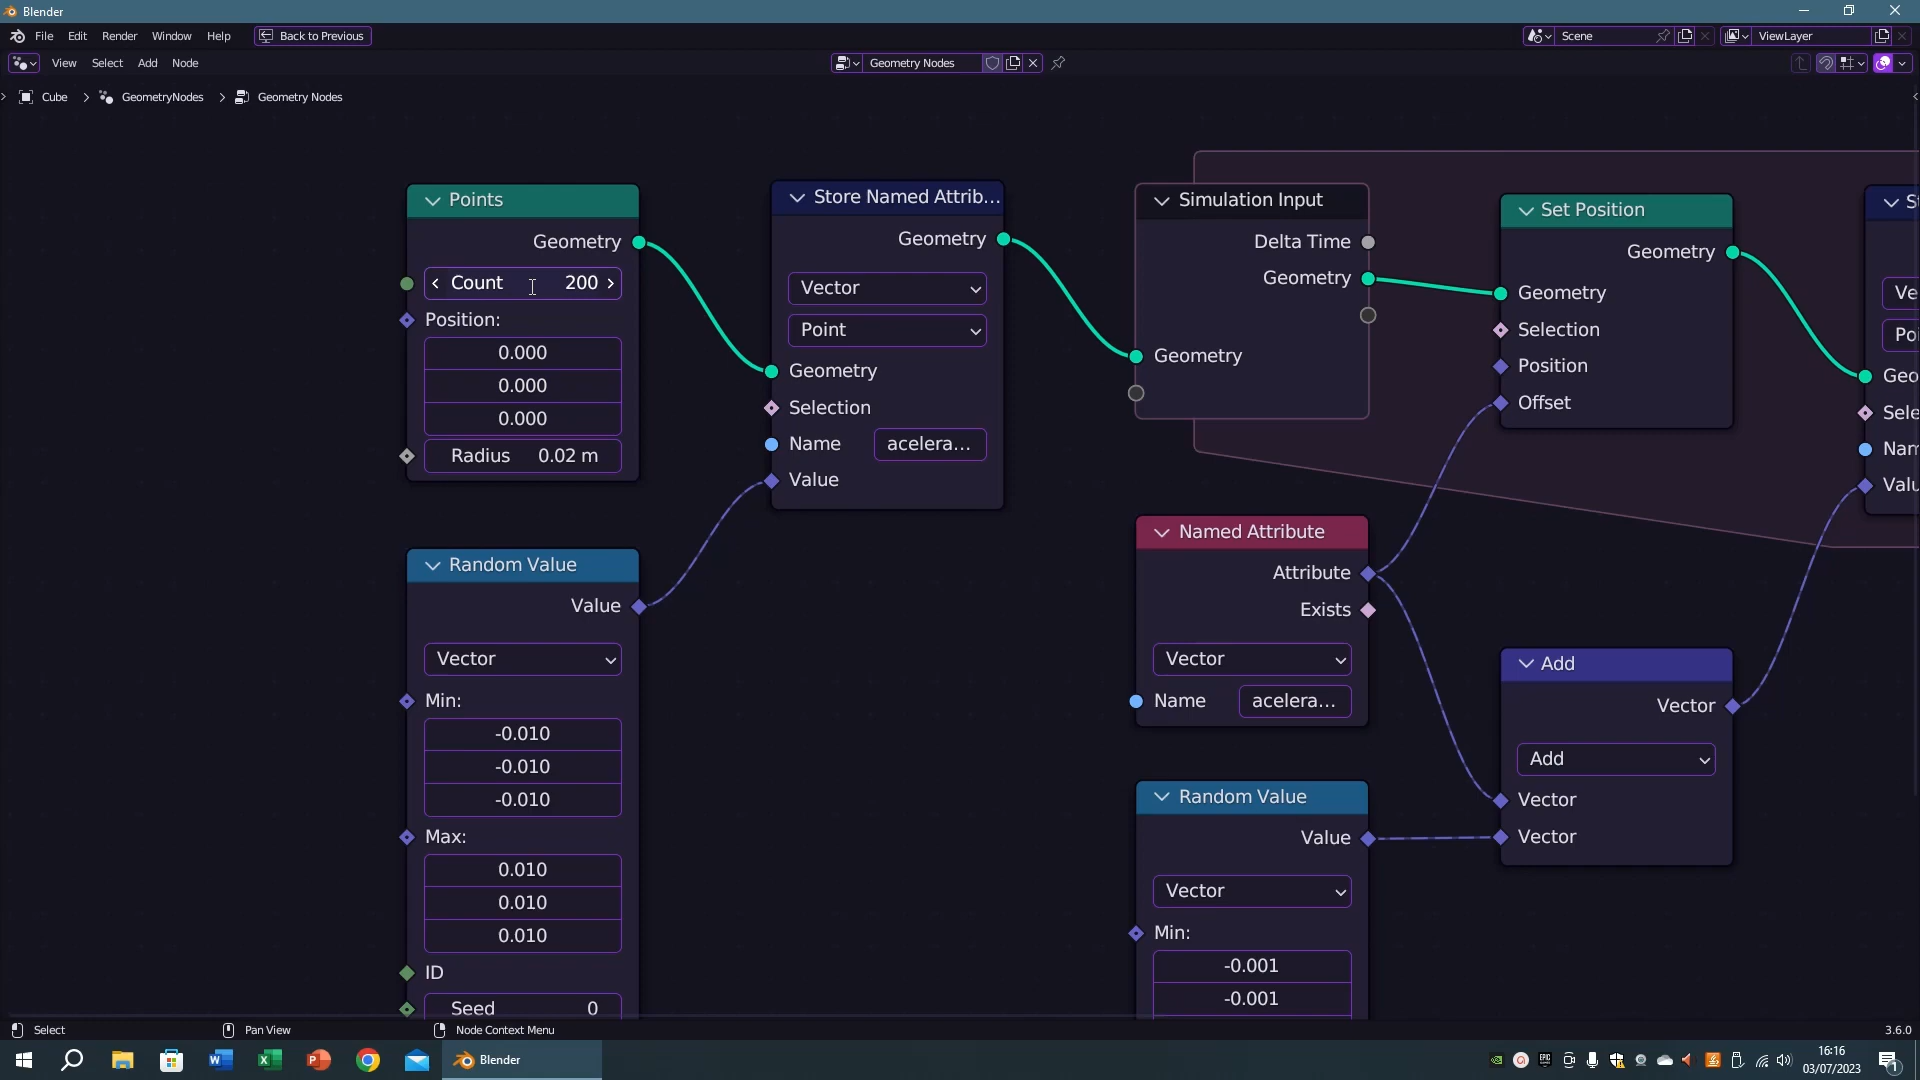 Blender
File Edit Render Window Help Back to Previous Scene ViewLayer
View Select Add Node Geometry Nodes
Cube GeometryNodes Geometry Nodes
Points
Geometry
Count 200
Position:
0.000
0.000
0.000
Radius 0.02 m
Store Named Attrib...
Geometry
Vector
Point
Geometry
Selection
Name acelera...
Value
Simulation Input
Delta Time
Geometry
Geometry
Set Position
Geometry
Geometry
Selection
Position
Offset
S
Ve
Poi
Geo
Sele
Nam
Valu
Random Value
Value
Vector
Min:
-0.010
-0.010
-0.010
Max:
0.010
0.010
0.010
ID
Seed 0
Named Attribute
Attribute
Exists
Vector
Name acelera...
Random Value
Value
Vector
Min:
-0.001
-0.001
Add
Vector
Add
Vector
Vector
Select Pan View Node Context Menu 3.6.0
Blender
16:16
03/07/2023